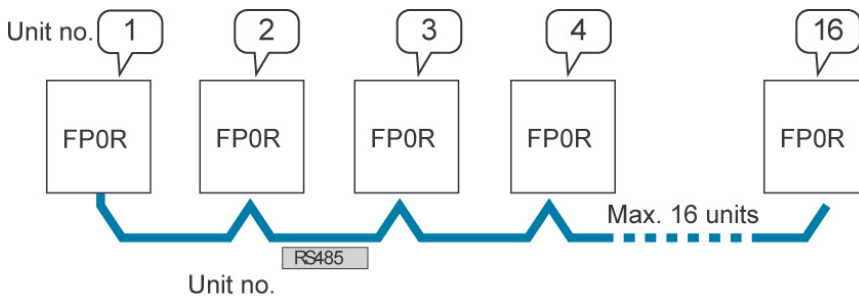 Unit no. 1 2 3 4 16
FP0R FP0R FP0R FP0R FP0R
Max. 16 units
RS485
Unit no.